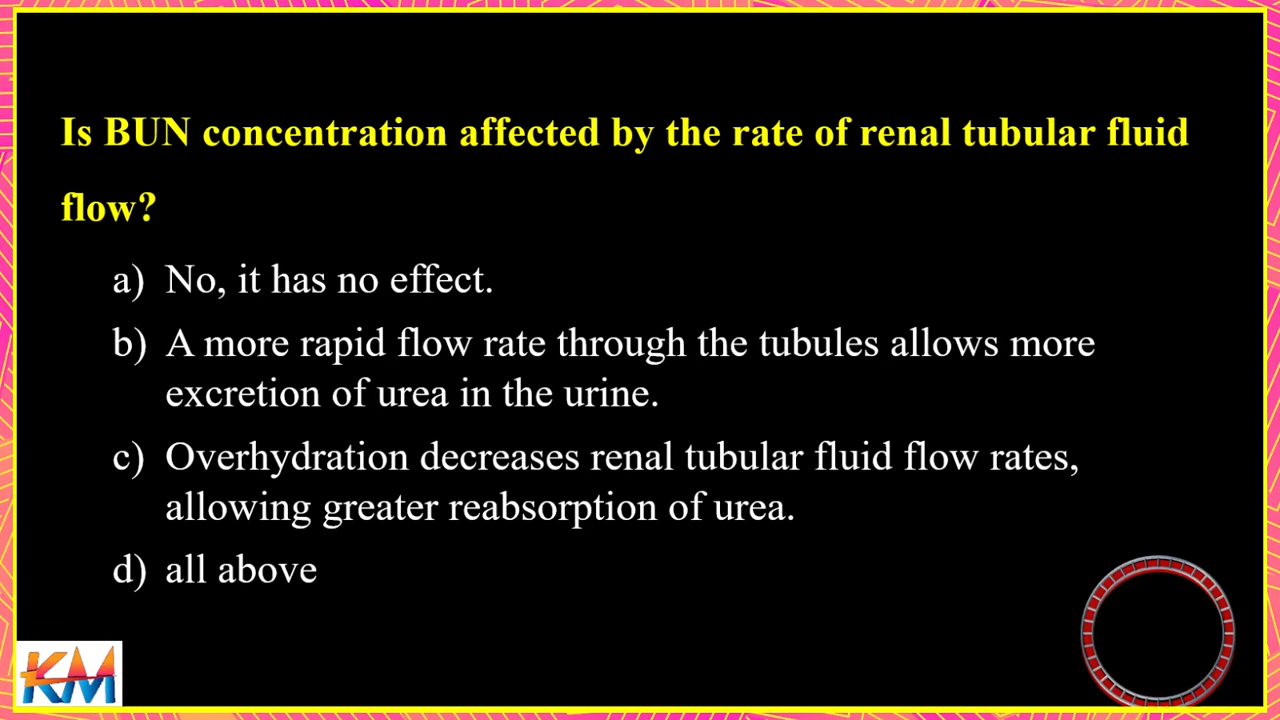 Is BUN concentration affected by the rate of renal tubular fluid
flow?
a) No, it has no effect.
b) A more rapid flow rate through the tubules allows more
excretion of urea in the urine.
c) Overhydration decreases renal tubular fluid flow rates,
allowing greater reabsorption of urea.
d) all above
KM